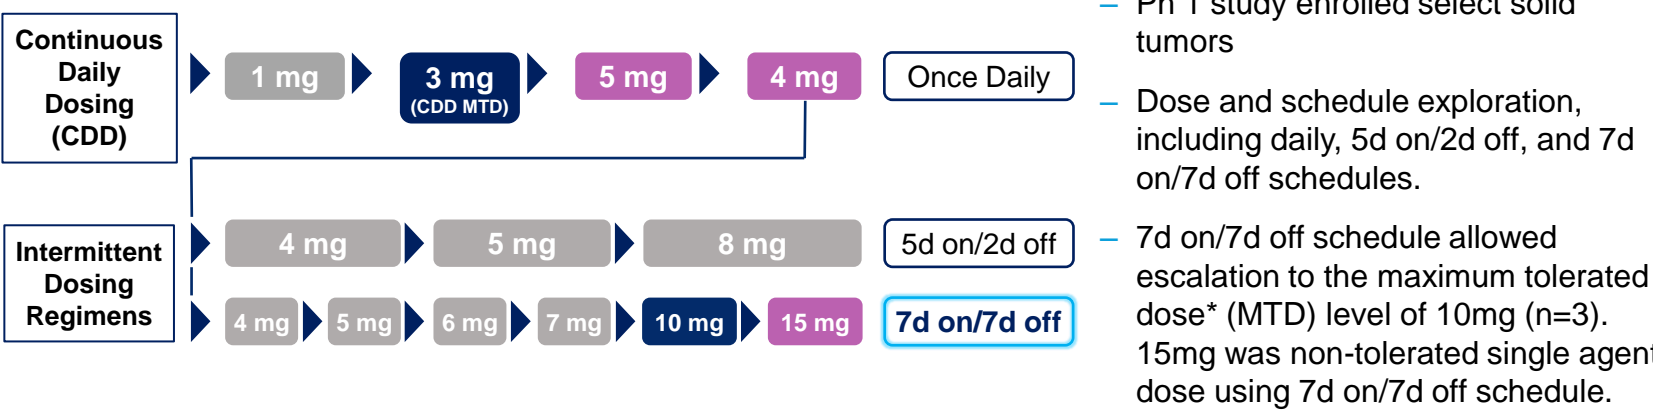 Continuous
Daily
Dosing
(CDD)
1 mg
3 mg
(CDD MTD)
5 mg
4 mg
Once Daily
Intermittent
Dosing
Regimens
4 mg
5 mg
8 mg
5d on/2d off
4 mg
5 mg
6 mg
7 mg
10 mg
15 mg
7d on/7d off
– Ph 1 study enrolled select solid
tumors
– Dose and schedule exploration,
including daily, 5d on/2d off, and 7d
on/7d off schedules.
– 7d on/7d off schedule allowed
escalation to the maximum tolerated
dose* (MTD) level of 10mg (n=3).
15mg was non-tolerated single agent
dose using 7d on/7d off schedule.